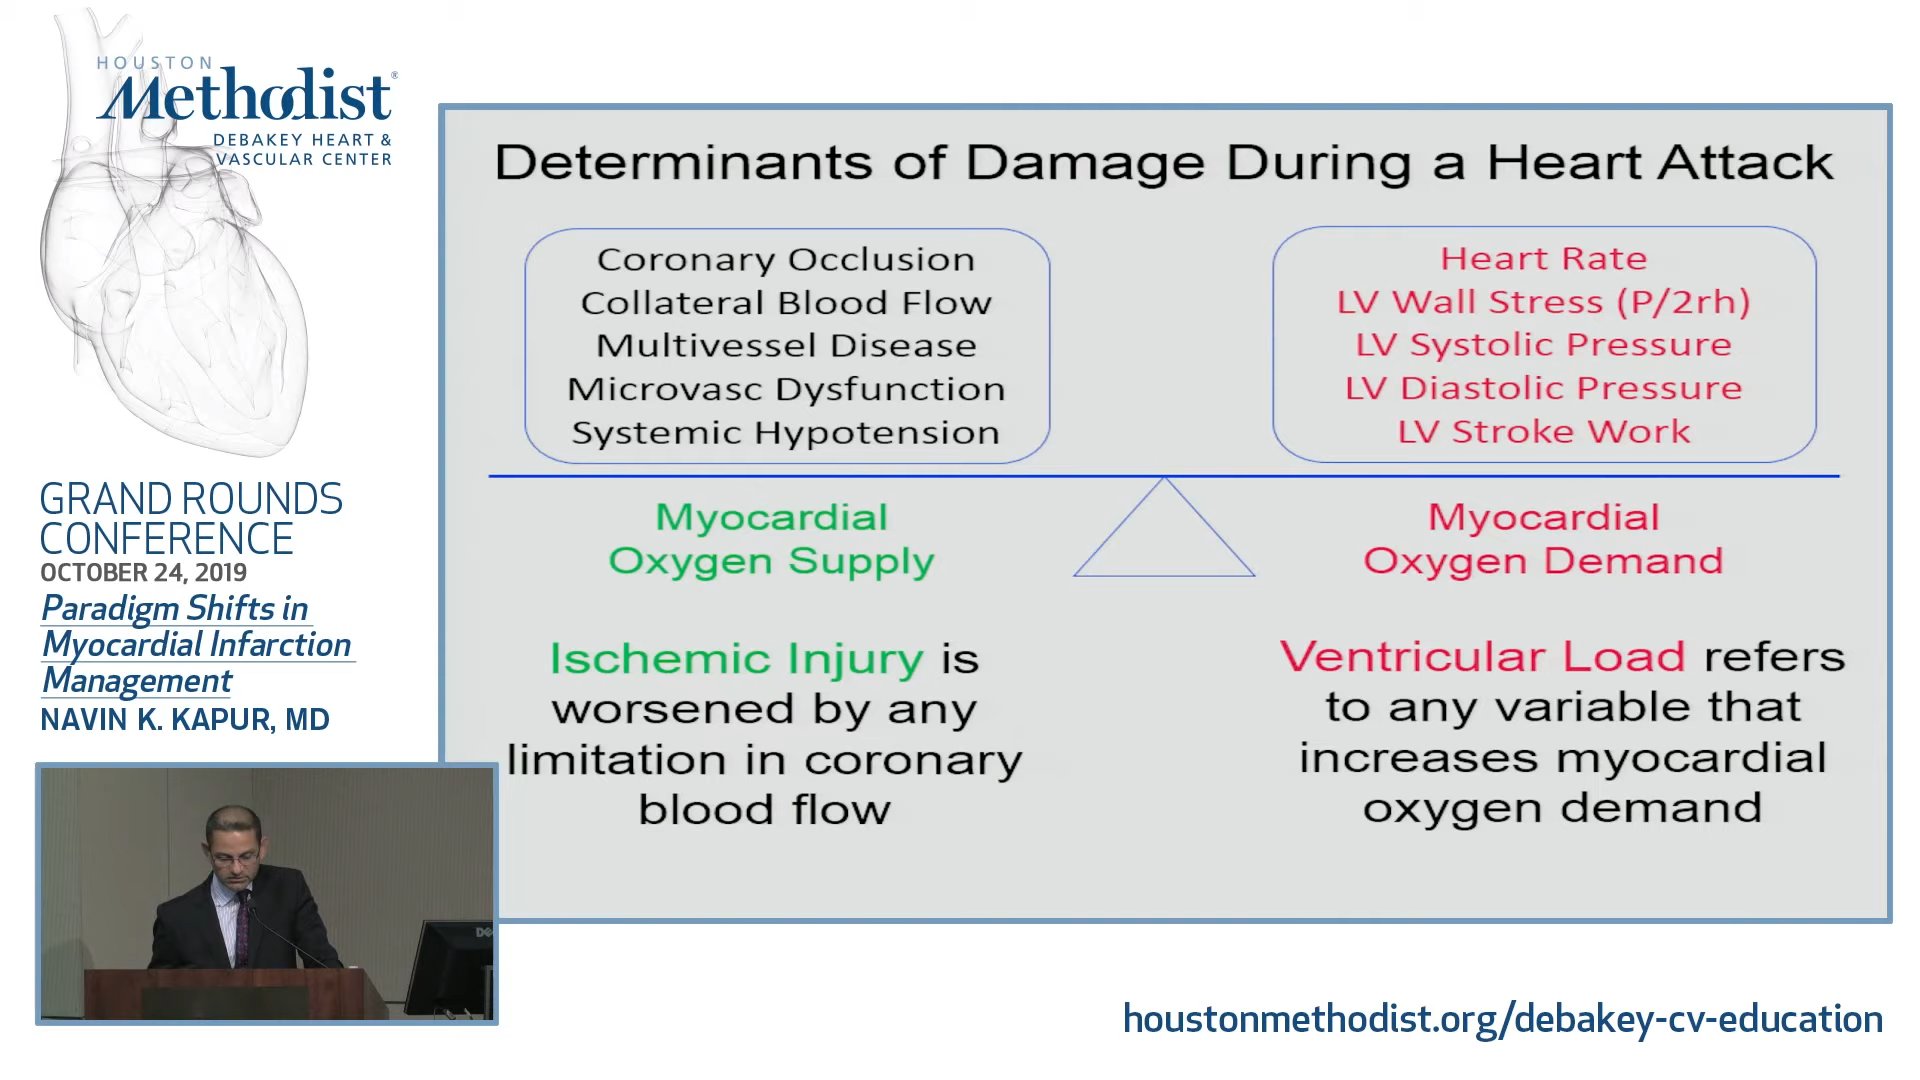 HOUSTON
Methodist®
DEBAKEY HEART &
VASCULAR CENTER
GRAND ROUNDS
CONFERENCE
OCTOBER 24, 2019
Paradigm Shifts in
Myocardial Infarction
Management
NAVIN K. KAPUR, MD
Determinants of Damage During a Heart Attack
Coronary Occlusion
Collateral Blood Flow
Multivessel Disease
Microvasc Dysfunction
Systemic Hypotension
Heart Rate
LV Wall Stress (P/2rh)
LV Systolic Pressure
LV Diastolic Pressure
LV Stroke Work
Myocardial
Oxygen Supply
Myocardial
Oxygen Demand
Ischemic Injury is
worsened by any
limitation in coronary
blood flow
Ventricular Load refers
to any variable that
increases myocardial
oxygen demand
houstonmethodist.org/debakey-cv-education